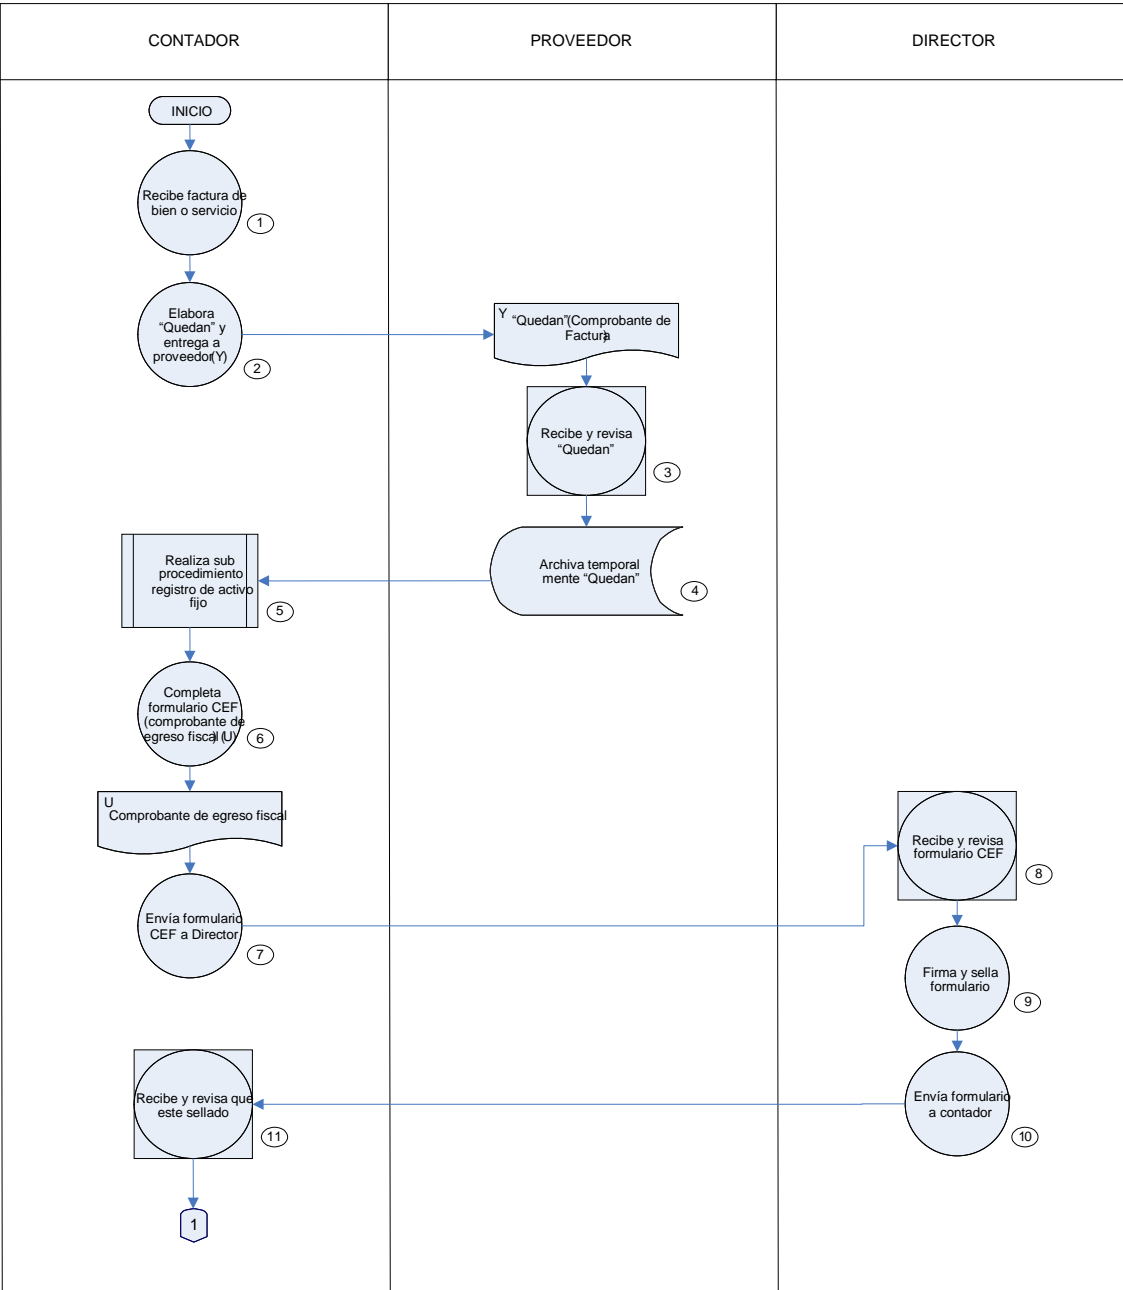 CONTADOR
PROVEEDOR
DIRECTOR
INICIO
Recibe factura de
bien o servicio
1
Elabora
“Quedan” y
entrega a
proveedor(Y)
2
Y
“Quedan”(Comprobante de
Factura)
Recibe y revisa
“Quedan”
3
Archiva temporal
mente “Quedan”
4
Realiza sub
procedimiento
registro de activo
fijo
5
Completa
formulario CEF
(comprobante de
egreso fiscal) (U)
6
U
Comprobante de egreso fiscal
Envía formulario
CEF a Director
7
Recibe y revisa
formulario CEF
8
Firma y sella
formulario
9
Envía formulario
a contador
10
Recibe y revisa que
este sellado
11
1